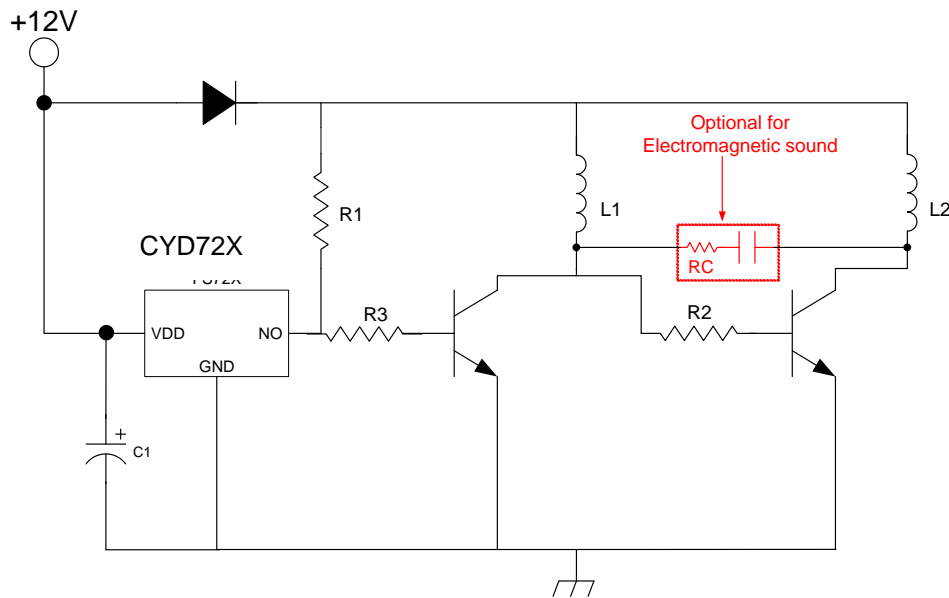 +12V
Optional for
Electromagnetic sound
L1
L2
R1
RC
CYD72X
R3
R2
VDD
NO
GND
+
C1